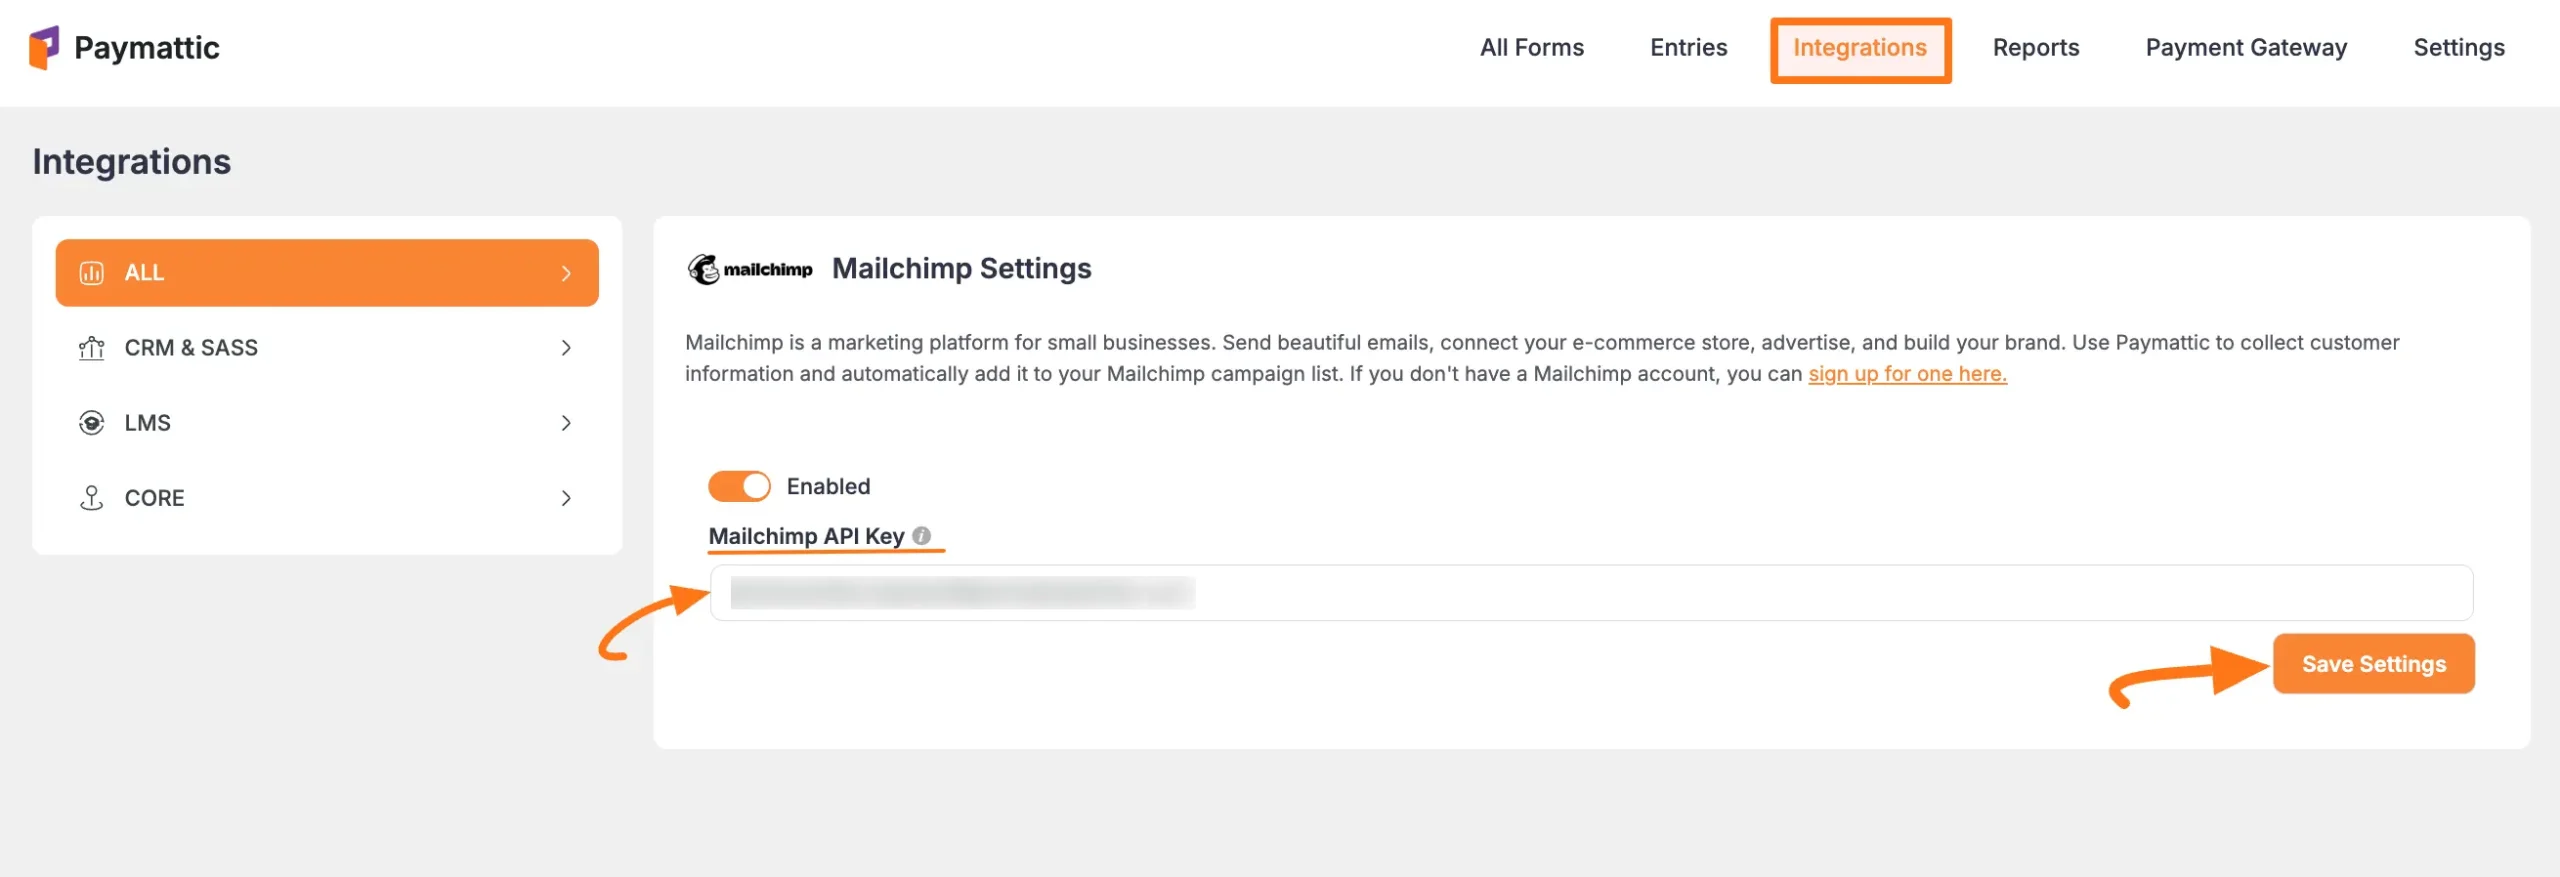 Paymattic
All Forms
Entries
Integrations
Reports
Payment Gateway
Settings
Integrations
ALL
CRM & SASS
LMS
CORE
mailchimp
Mailchimp Settings
Mailchimp is a marketing platform for small businesses. Send beautiful emails, connect your e-commerce store, advertise, and build your brand. Use Paymattic to collect customer
information and automatically add it to your Mailchimp campaign list. If you don't have a Mailchimp account, you can sign up for one here.
Enabled
Mailchimp API Key
Save Settings